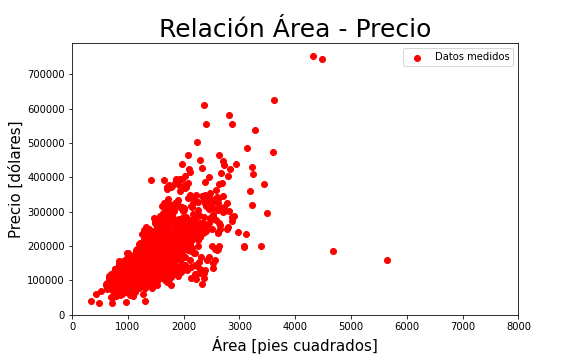 Relación Área - Precio
Datos medidos
Precio [dólares]
700000
600000
500000
400000
300000
200000
100000
0
0 1000 2000 3000 4000 5000 6000 7000 8000
Área [pies cuadrados]